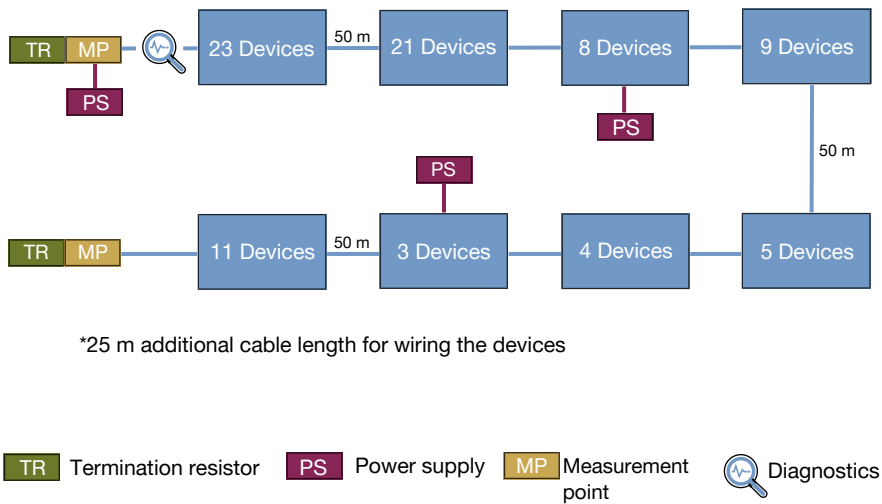 TR MP 23 Devices 50 m 21 Devices 8 Devices 9 Devices
PS PS
50 m
PS
TR MP 11 Devices 50 m 3 Devices 4 Devices 5 Devices
*25 m additional cable length for wiring the devices
TR Termination resistor PS Power supply MP Measurement point Diagnostics